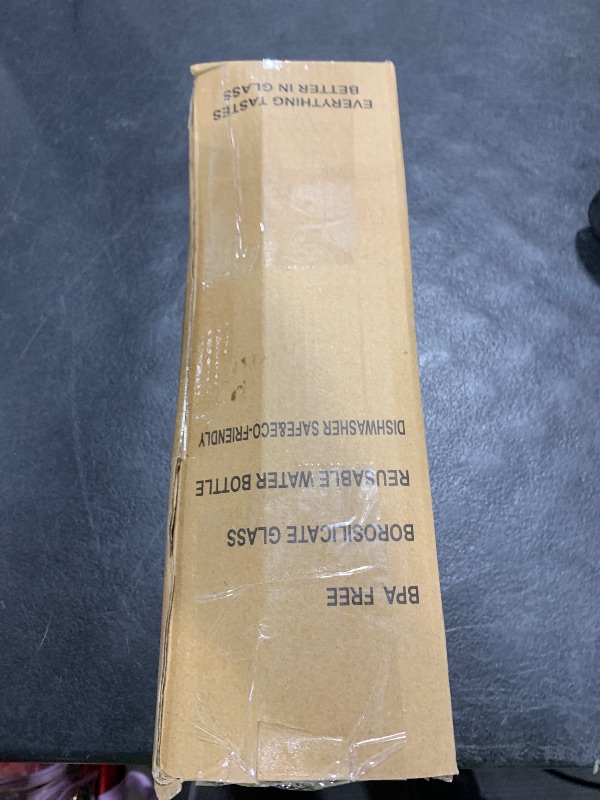 BPA FREE
BOROSILICATE GLASS
REUSABLE WATER BOTTLE
DISHWASHER SAFE&ECO-FRIENDLY
EVERYTHING TASTES
BETTER IN GLASS